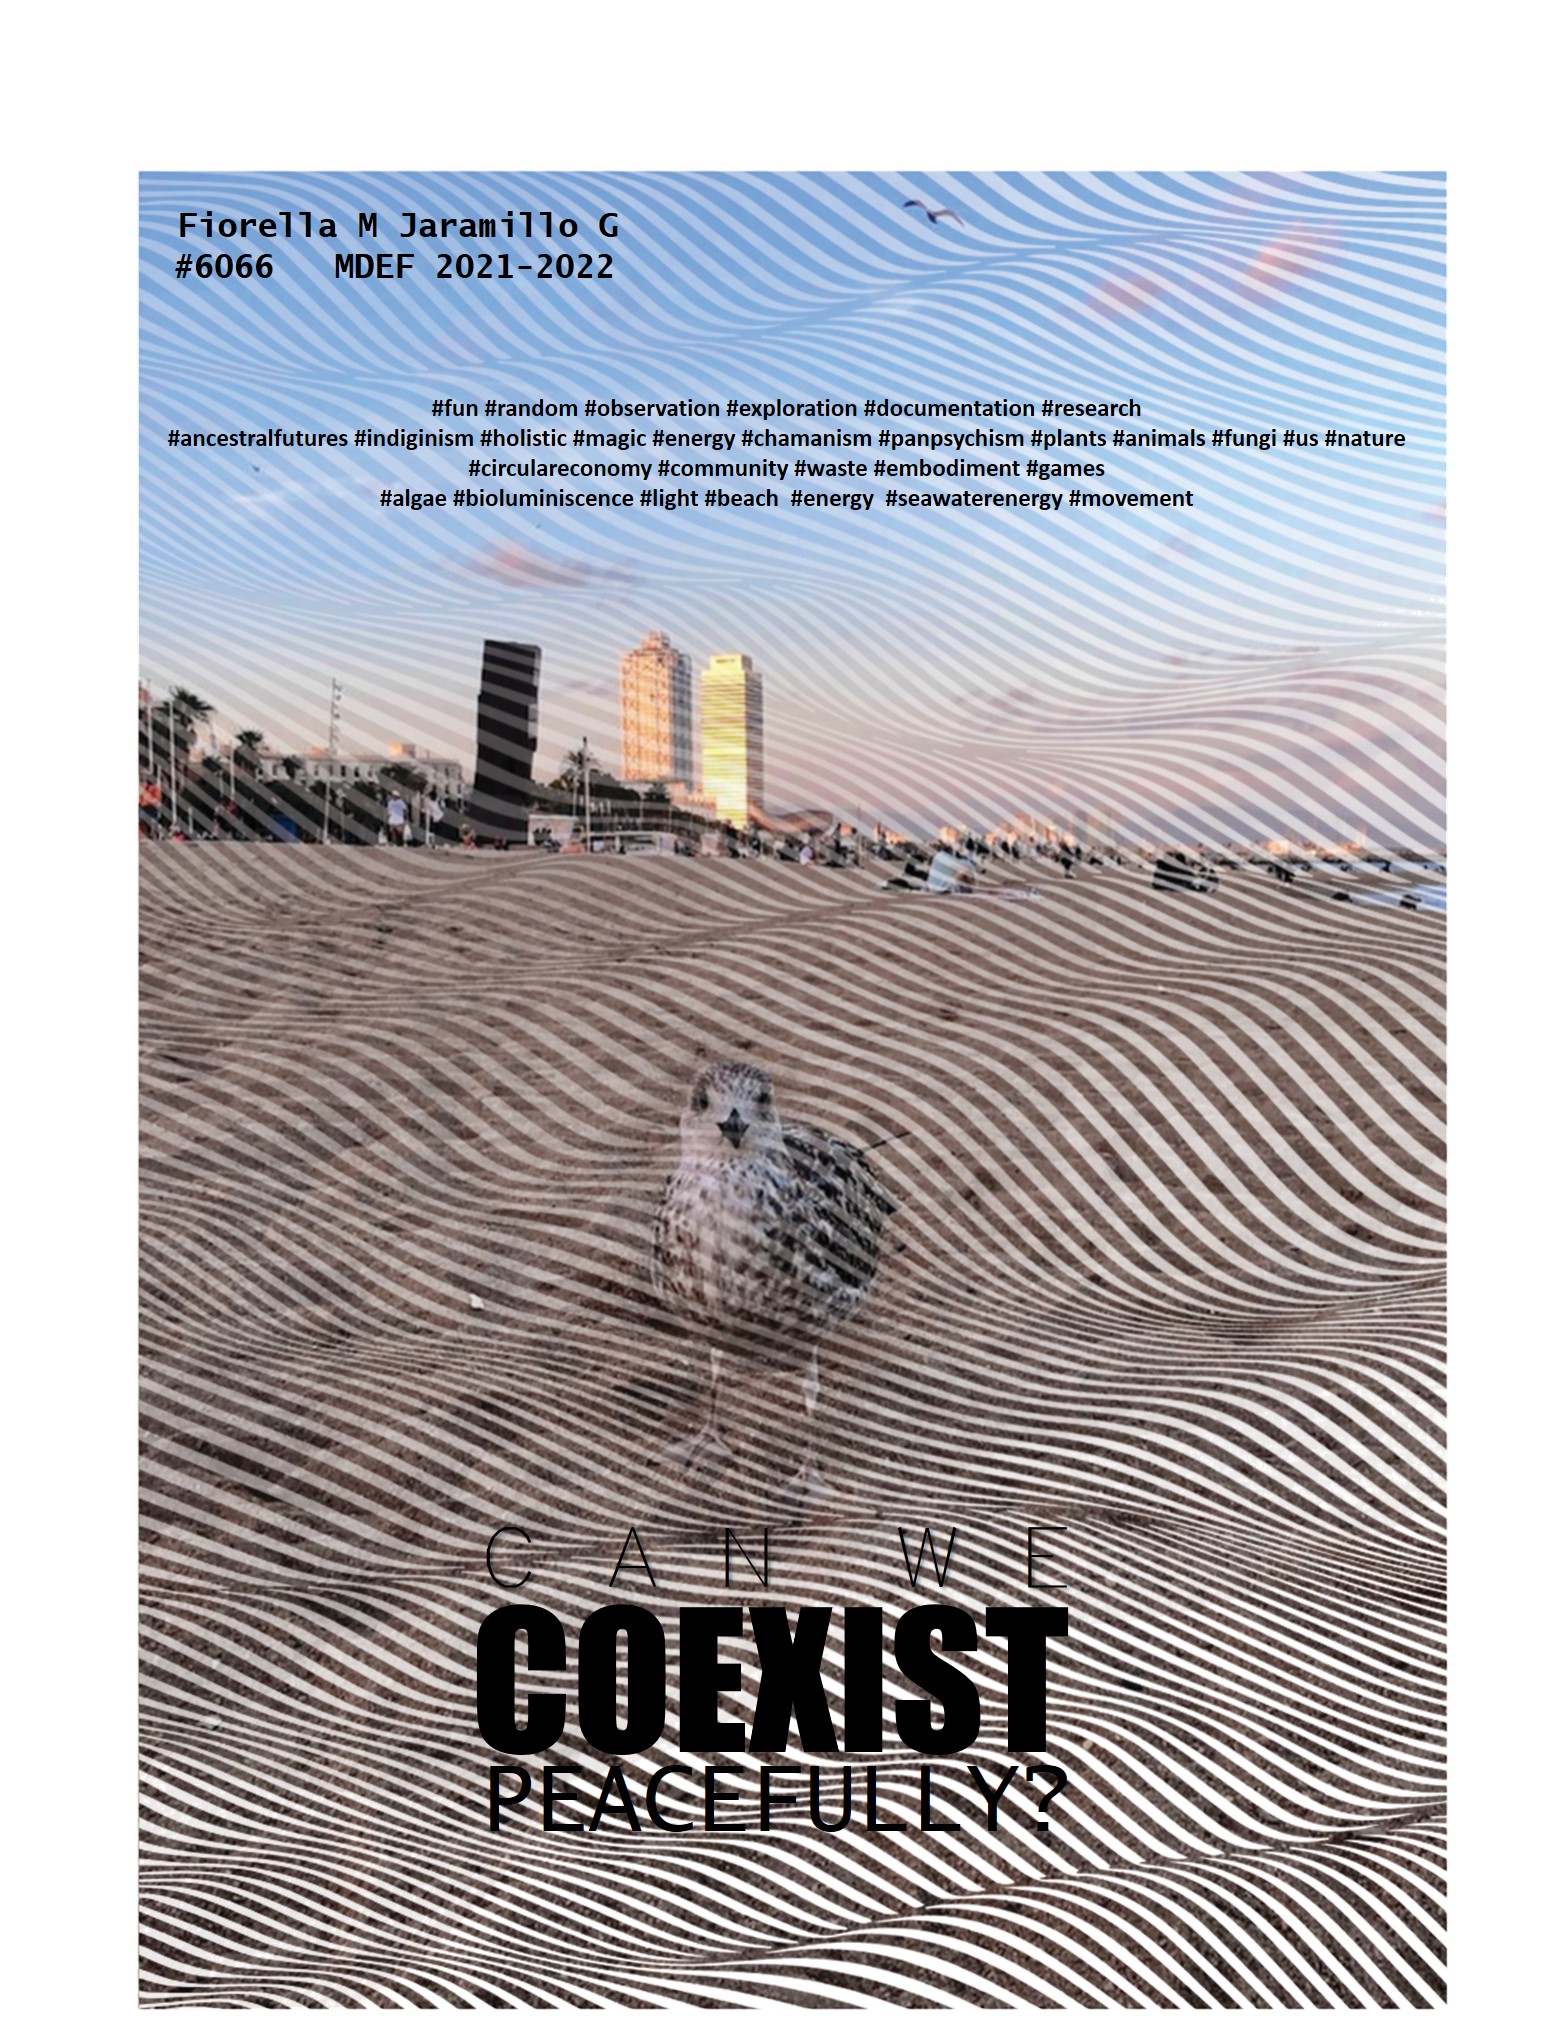 Fiorella M Jaramillo G
#6066 MDEF 2021-2022
#fun #random #observation #exploration #documentation #research
#ancestralfutures #indiginism #holistic #magic #energy #chamanism #panpsychism #plants #animals #fungi #us #nature
#circulareconomy #community #waste #embodiment #games
#algae #bioluminiscence #light #beach #energy #seawaterenergy #movement
CAN WE
COEXIST
PEACEFULLY?